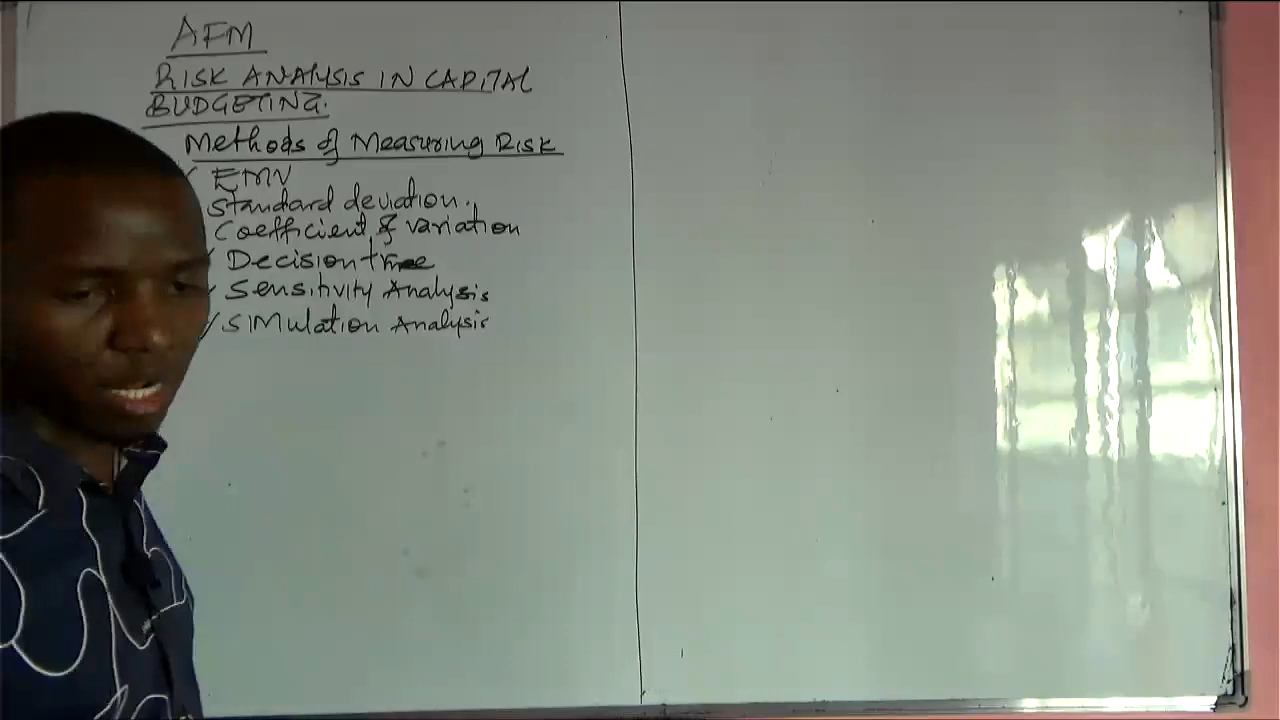 AFM
RISK ANALYSIS IN CAPITAL
BUDGETING.
Methods of Measuring RISK
EMV
Standard deviation.
Coefficient of variation
Decision tree
Sensitivity Analysis
SIMulation Analysis